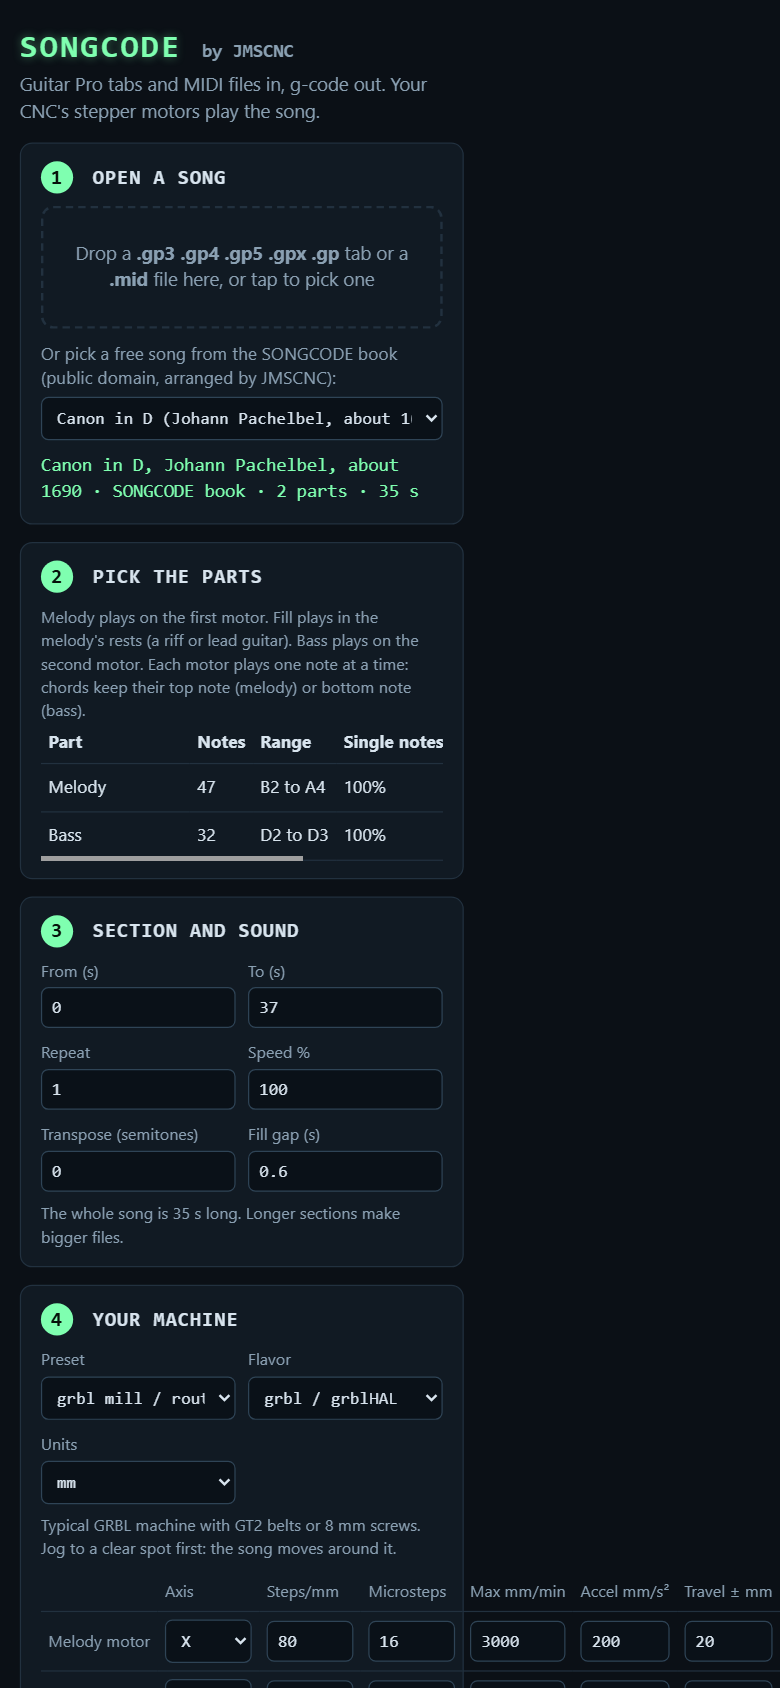 SONGCODE by JMSCNC
Guitar Pro tabs and MIDI files in, g-code out. Your
CNC's stepper motors play the song.
1 OPEN A SONG
Drop a .gp3 .gp4 .gp5 .gpx .gp tab or a
.mid file here, or tap to pick one
Or pick a free song from the SONGCODE book
(public domain, arranged by JMSCNC):
Canon in D (Johann Pachelbel, about
Canon in D, Johann Pachelbel, about
1690 · SONGCODE book · 2 parts · 35 s
2 PICK THE PARTS
Melody plays on the first motor. Fill plays in the
melody's rests (a riff or lead guitar). Bass plays on the
second motor. Each motor plays one note at a time:
chords keep their top note (melody) or bottom note
(bass).
Part Notes Range Single notes
Melody 47 B2 to A4 100%
Bass 32 D2 to D3 100%
3 SECTION AND SOUND
From (s) To (s)
0 37
Repeat Speed %
1 100
Transpose (semitones) Fill gap (s)
0 0.6
The whole song is 35 s long. Longer sections make
bigger files.
4 YOUR MACHINE
Preset Flavor
grbl mill / rout grbl / grblHAL
Units
mm
Typical GRBL machine with GT2 belts or 8 mm screws.
Jog to a clear spot first: the song moves around it.
Axis Steps/mm Microsteps Max mm/min Accel mm/s² Travel ± mm
Melody motor X 80 16 3000 200 20